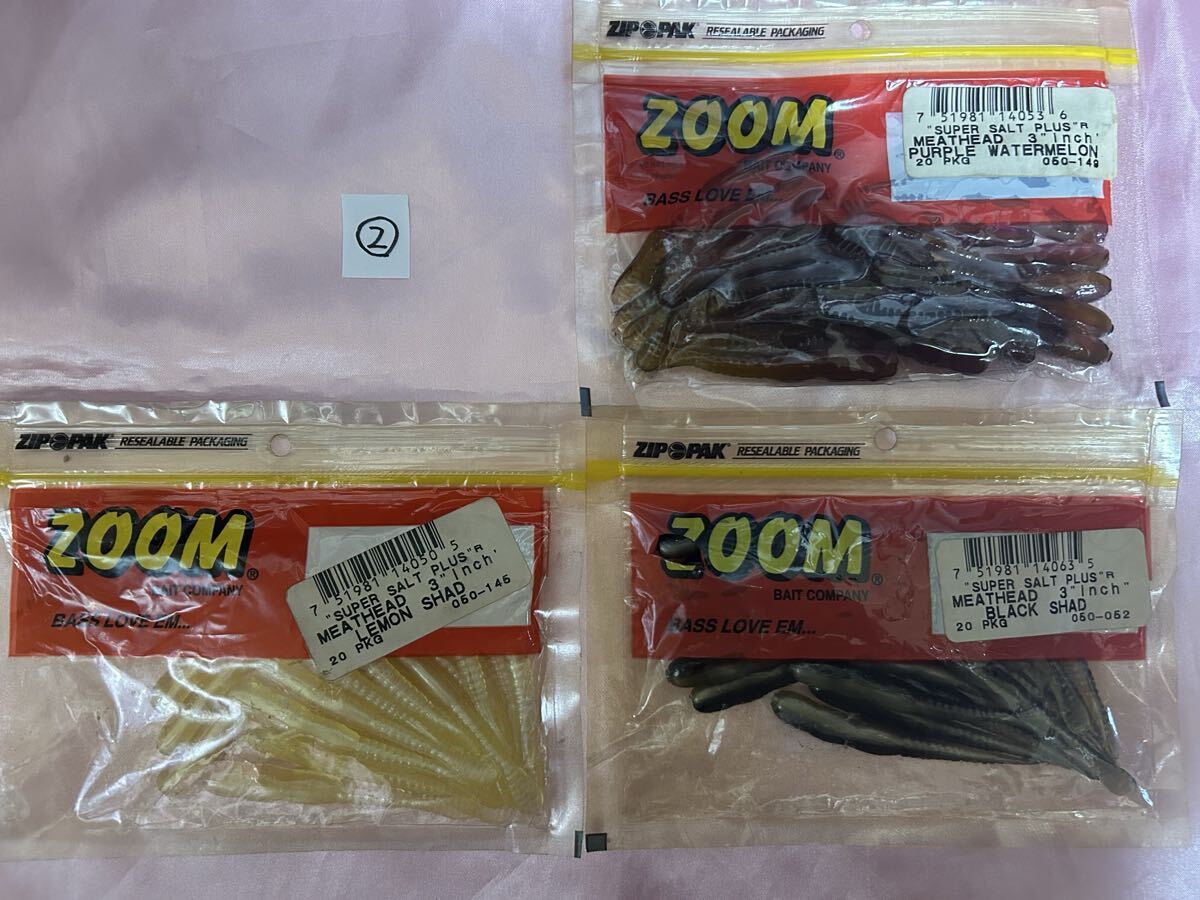 ZIP PAK RESEALABLE PACKAGING
ZOOM®
BAIT COMPANY
BASS LOVE EM...
7 51981 14053 6
"SUPER SALT PLUS"R
MEATHEAD 3"inch'
PURPLE WATERMELON
20 PKG 050-149
②
ZIP PAK RESEALABLE PACKAGING
ZOOM®
BAIT COMPANY
BASS LOVE EM...
7 51981 14050 5
"SUPER SALT PLUS"R
MEATHEAD 3"inch'
LEMON SHAD
20 PKG 050-145
ZIP PAK RESEALABLE PACKAGING
ZOOM®
BAIT COMPANY
BASS LOVE EM...
7 51981 14063 5
"SUPER SALT PLUS"R
MEATHEAD 3"inch"
BLACK SHAD
20 PKG 050-052